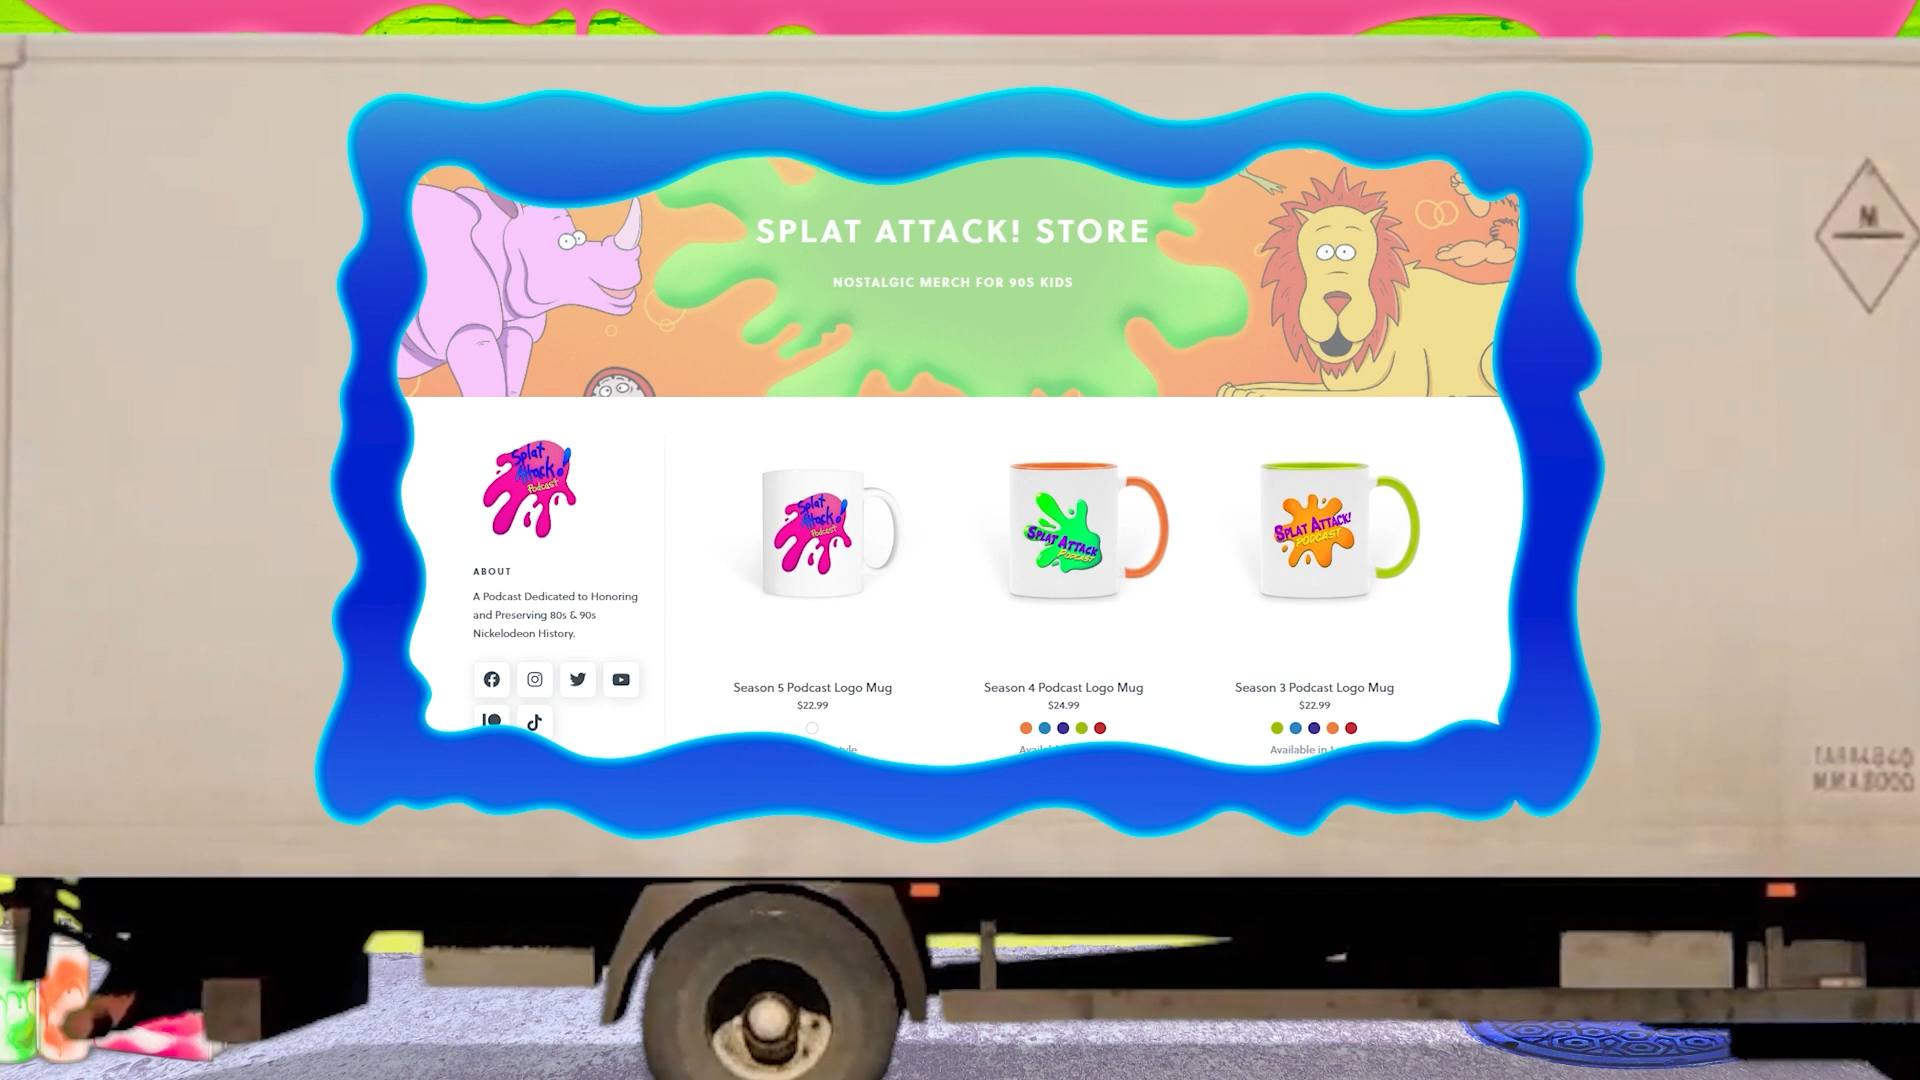 SPLAT ATTACK! STORE
NOSTALGIC MERCH FOR 90S KIDS
N
Splat
Attack!
Podcast
Splat
Attack!
Podcast
SPLAT ATTACK
PODCAST
SPLAT ATTACK!
PODCAST
ABOUT
A Podcast Dedicated to Honoring
and Preserving 80s & 90s
Nickelodeon History.
Season 5 Podcast Logo Mug
$22.99
Season 4 Podcast Logo Mug
$24.99
Season 3 Podcast Logo Mug
$22.99
Available in